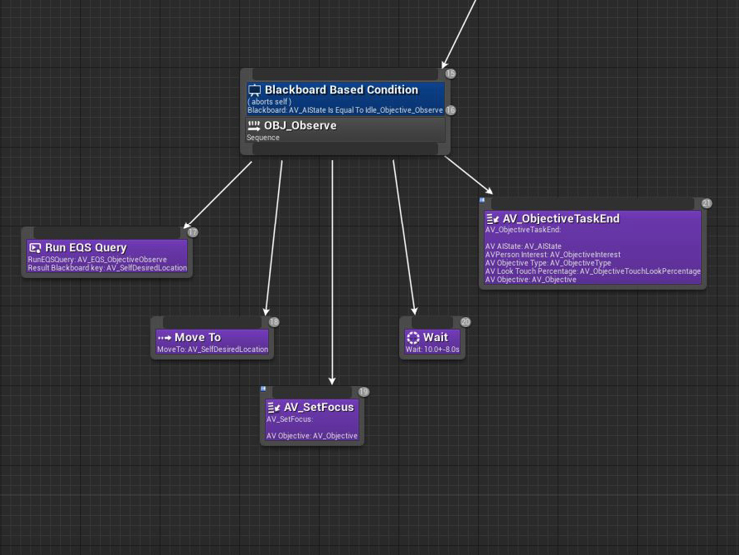 15
Blackboard Based Condition
( aborts self )
Blackboard: AV_AIState Is Equal To Idle_Objective_Observe
16
OBJ_Observe
Sequence
17
Run EQS Query
RunEQSQuery: AV_EQS_ObjectiveObserve
Result Blackboard key: AV_SelfDesiredLocation
18
Move To
MoveTo: AV_SelfDesiredLocation
19
AV_SetFocus
AV_SetFocus:
AV Objective: AV_Objective
20
Wait
Wait: 10.0+-8.0s
21
AV_ObjectiveTaskEnd
AV_ObjectiveTaskEnd:
AV AIState: AV_AIState
AVPerson Interest: AV_ObjectiveInterest
AV Objective Type: AV_ObjectiveType
AV Look Touch Percentage: AV_ObjectiveTouchLookPercentage
AV Objective: AV_Objective